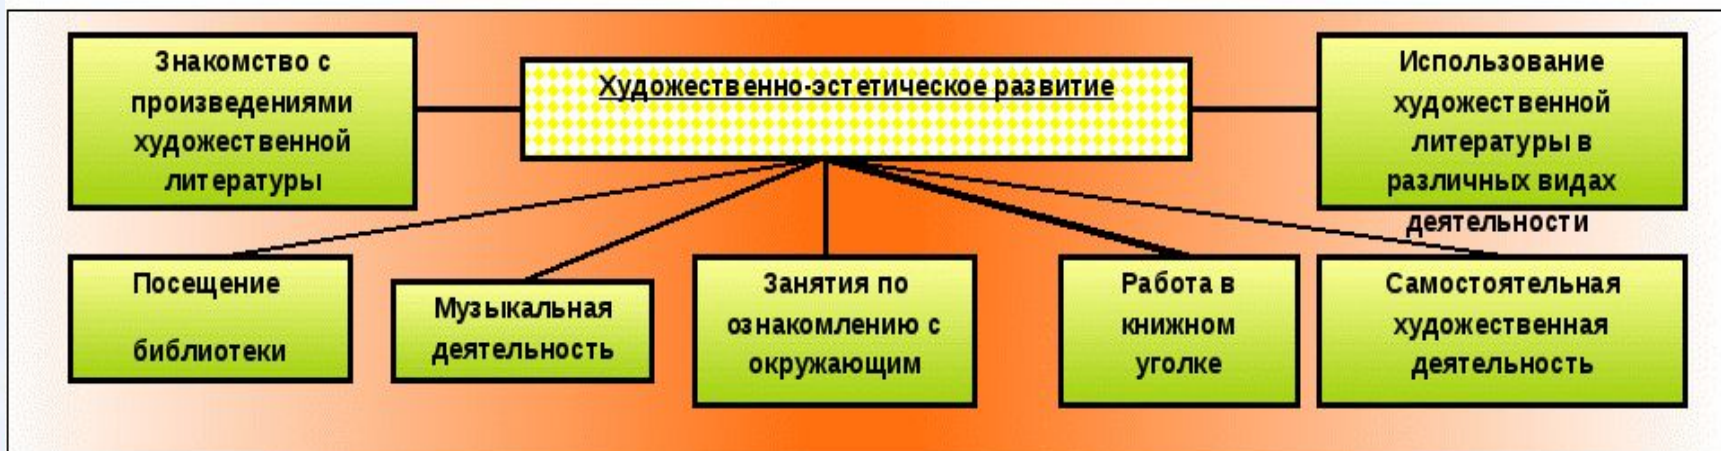 Знакомство с
произведениями
художественной
литературы
Художественно-эстетическое развитие
Использование
художественной
литературы в
различных видах
деятельности
Посещение
библиотеки
Музыкальная
деятельность
Занятия по
ознакомлению с
окружающим
Работа в
книжном
уголке
Самостоятельная
художественная
деятельность